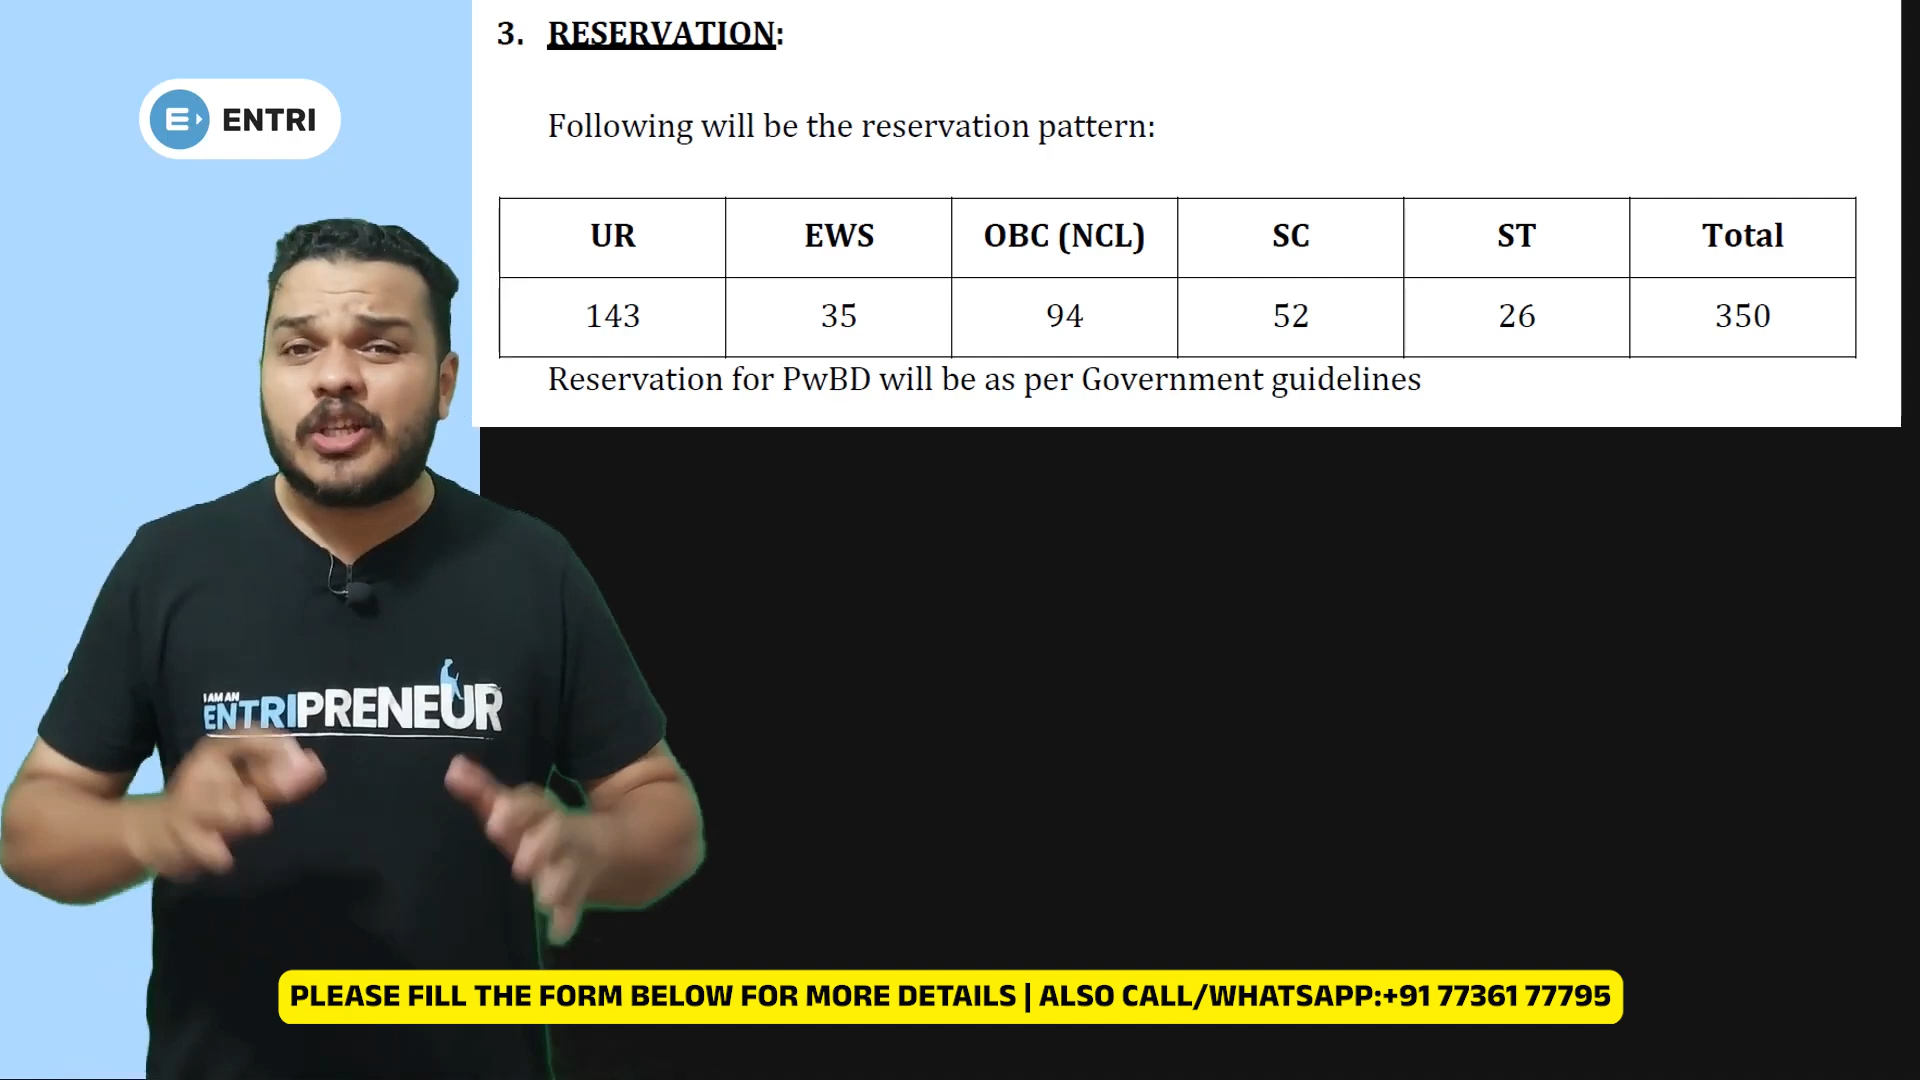 3. RESERVATION:
ENTRI
Following will be the reservation pattern:
UR EWS OBC (NCL) SC ST Total
143 35 94 52 26 350
Reservation for PwBD will be as per Government guidelines
I AM AN
ENTRIPRENEUR
PLEASE FILL THE FORM BELOW FOR MORE DETAILS | ALSO CALL/WHATSAPP:+91 77361 77795